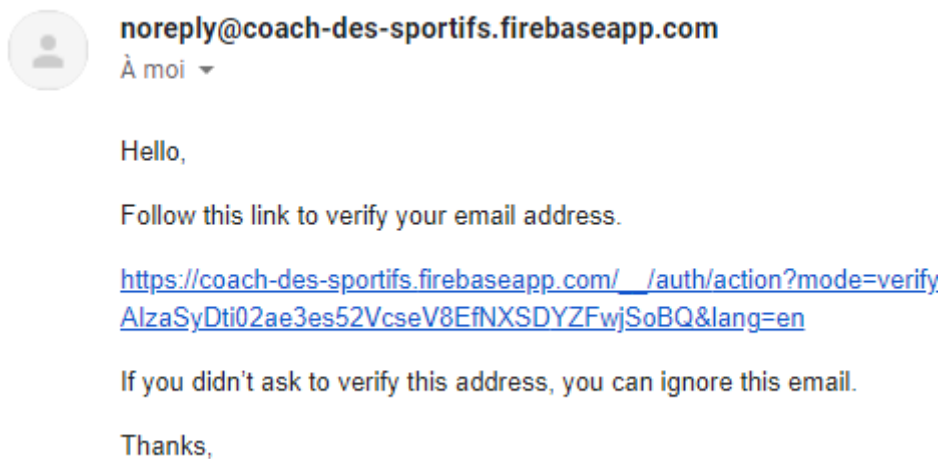 noreply@coach-des-sportifs.firebaseapp.com
À moi
Hello,
Follow this link to verify your email address.
https://coach-des-sportifs.firebaseapp.com/__/auth/action?mode=verify
AIzaSyDti02ae3es52VcseV8EfNXSDYZFwjSoBQ&lang=en
If you didn’t ask to verify this address, you can ignore this email.
Thanks,